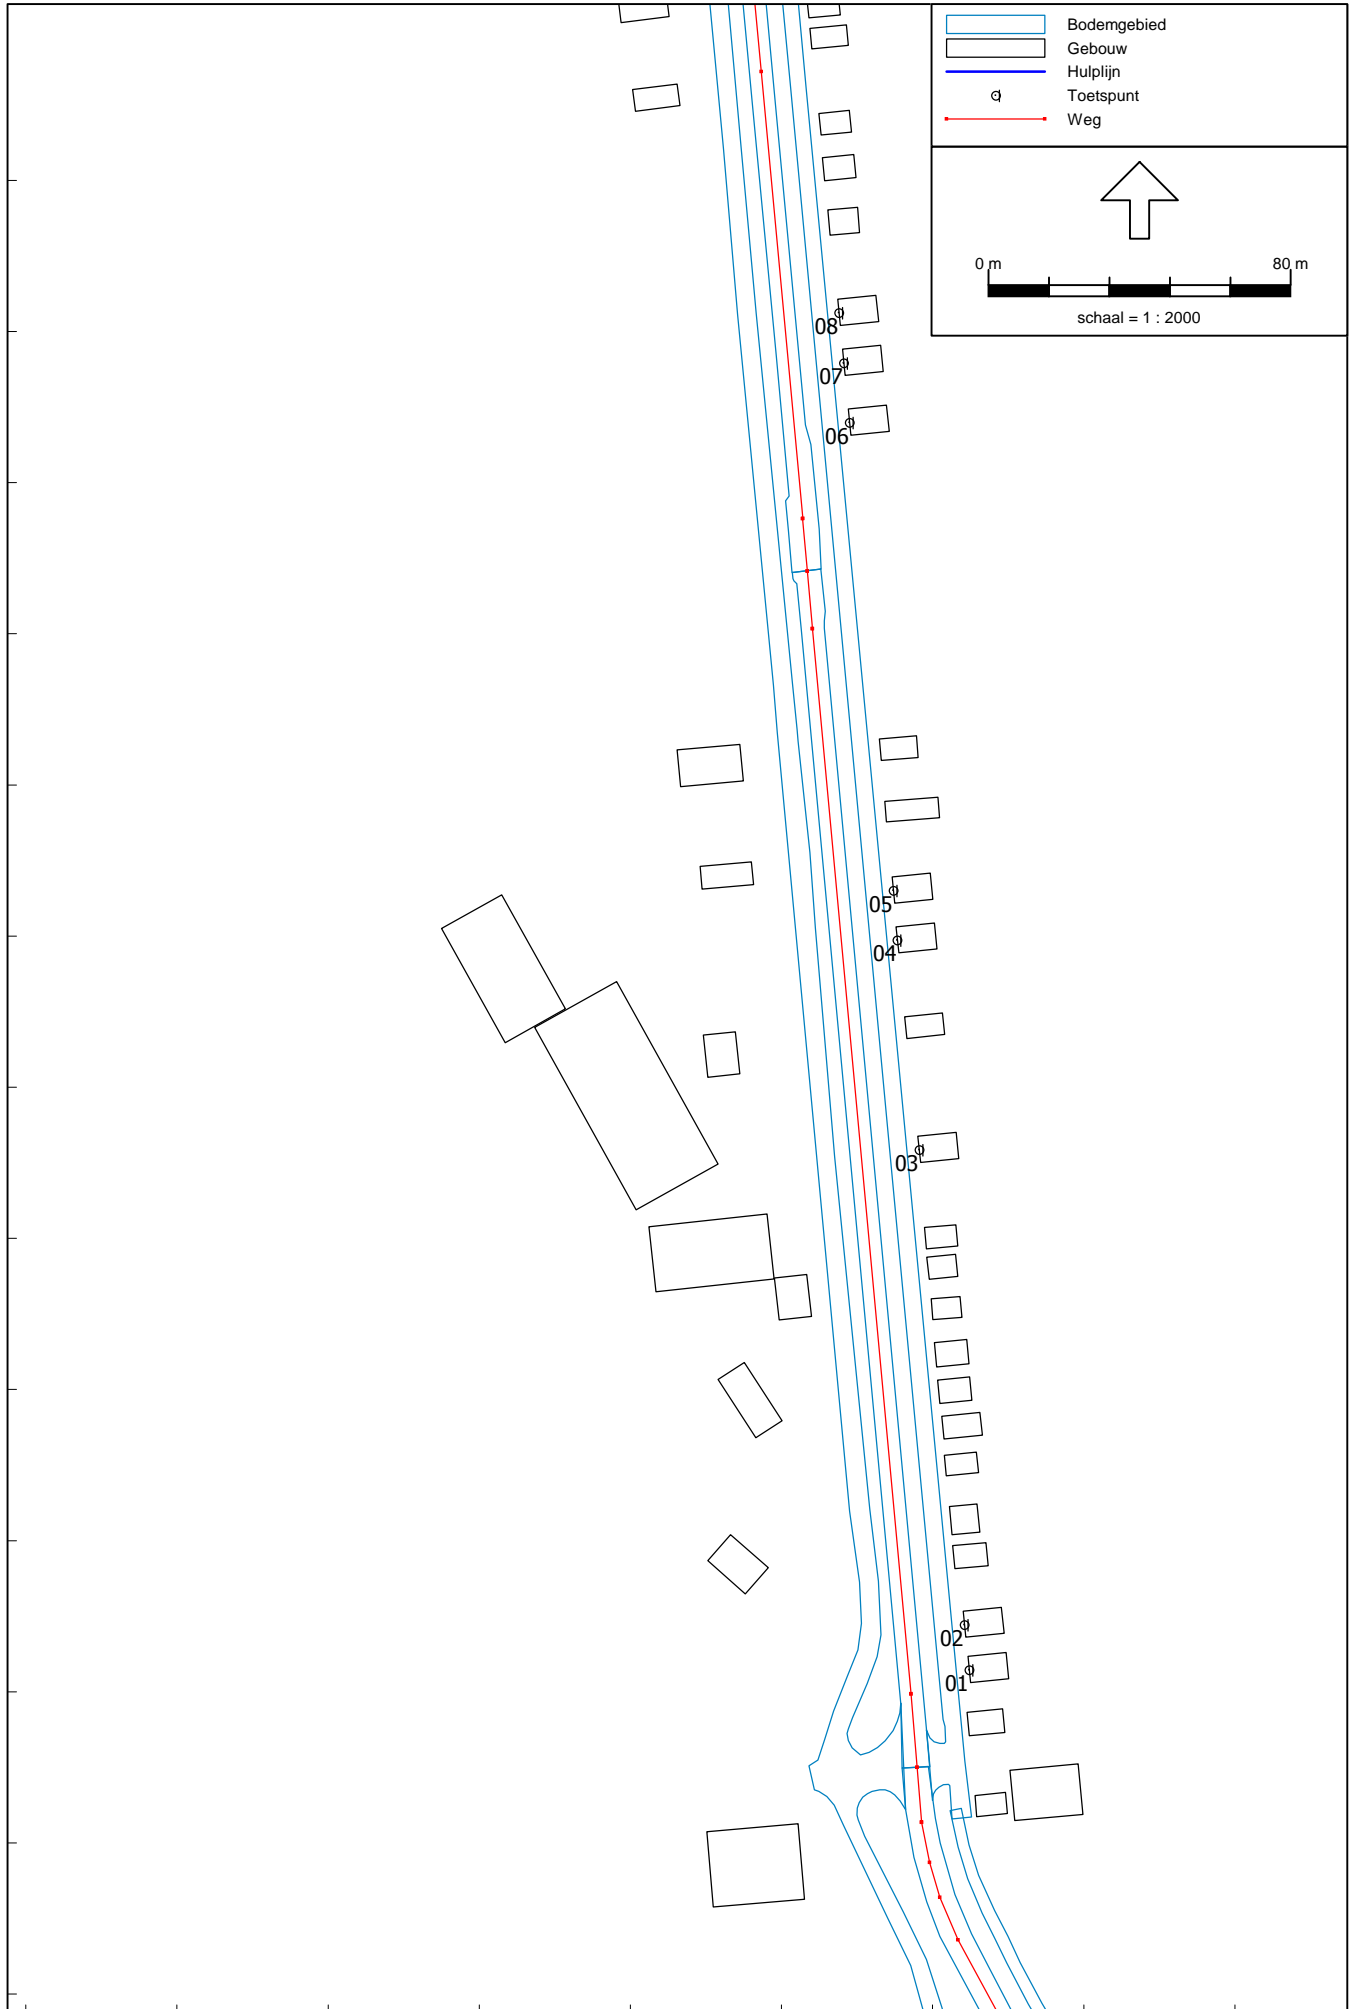 Bodemgebied
Gebouw
Hulplijn
Toetspunt
Weg
0 m 80 m
schaal = 1 : 2000
08
07
06
05
04
03
02
01